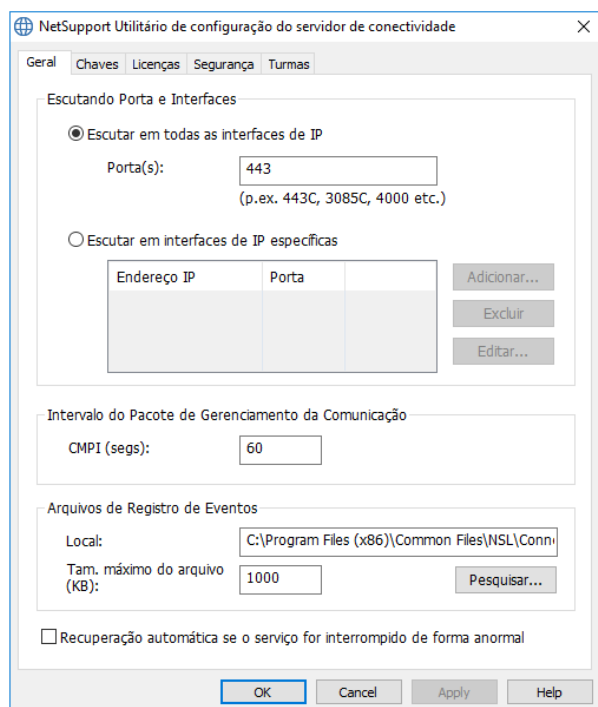 NetSupport Utilitário de configuração do servidor de conectividade
Geral Chaves Licenças Segurança Turmas
Escutando Porta e Interfaces
Escutar em todas as interfaces de IP
Porta(s): 443
(p.ex. 443C, 3085C, 4000 etc.)
Escutar em interfaces de IP específicas
Endereço IP Porta
Adicionar...
Excluir
Editar...
Intervalo do Pacote de Gerenciamento da Comunicação
CMPI (segs): 60
Arquivos de Registro de Eventos
Local: C:\Program Files (x86)\Common Files\NSL\Conn
Tam. máximo do arquivo
(KB): 1000 Pesquisar...
Recuperação automática se o serviço for interrompido de forma anormal
OK Cancel Apply Help